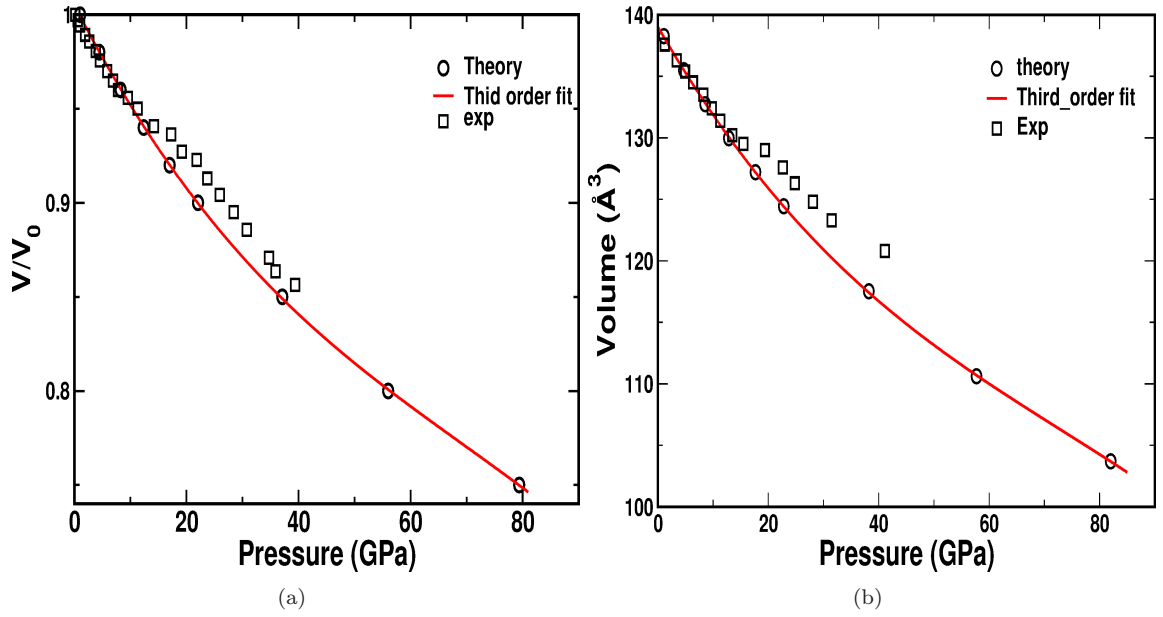 1
0.9
0.8
V/V0
Theory
Thid order fit
exp
0 20 40 60 80
Pressure (GPa)
(a)
140
130
120
110
100
Volume (Å3)
theory
Third_order fit
Exp
0 20 40 60 80
Pressure (GPa)
(b)